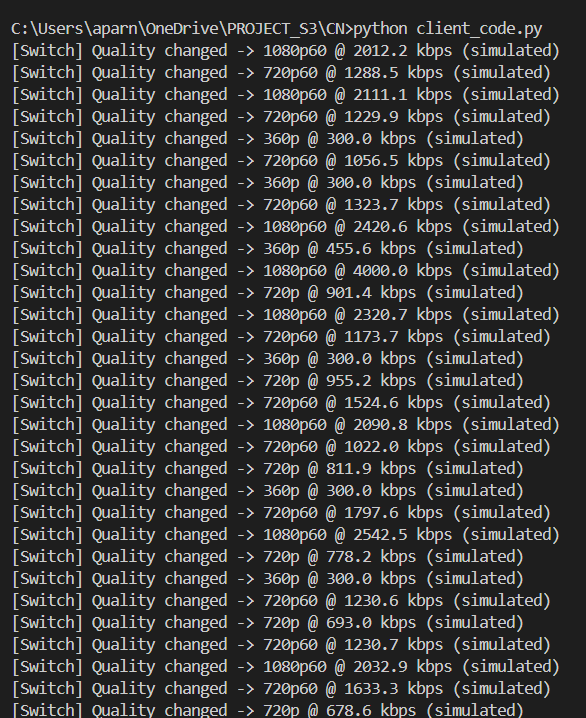 C:\Users\aparn\OneDrive\PROJECT_S3\CN>python client_code.py
[Switch] Quality changed -> 1080p60 @ 2012.2 kbps (simulated)
[Switch] Quality changed -> 720p60 @ 1288.5 kbps (simulated)
[Switch] Quality changed -> 1080p60 @ 2111.1 kbps (simulated)
[Switch] Quality changed -> 720p60 @ 1229.9 kbps (simulated)
[Switch] Quality changed -> 360p @ 300.0 kbps (simulated)
[Switch] Quality changed -> 720p60 @ 1056.5 kbps (simulated)
[Switch] Quality changed -> 360p @ 300.0 kbps (simulated)
[Switch] Quality changed -> 720p60 @ 1323.7 kbps (simulated)
[Switch] Quality changed -> 1080p60 @ 2420.6 kbps (simulated)
[Switch] Quality changed -> 360p @ 455.6 kbps (simulated)
[Switch] Quality changed -> 1080p60 @ 4000.0 kbps (simulated)
[Switch] Quality changed -> 720p @ 901.4 kbps (simulated)
[Switch] Quality changed -> 1080p60 @ 2320.7 kbps (simulated)
[Switch] Quality changed -> 720p60 @ 1173.7 kbps (simulated)
[Switch] Quality changed -> 360p @ 300.0 kbps (simulated)
[Switch] Quality changed -> 720p @ 955.2 kbps (simulated)
[Switch] Quality changed -> 720p60 @ 1524.6 kbps (simulated)
[Switch] Quality changed -> 1080p60 @ 2090.8 kbps (simulated)
[Switch] Quality changed -> 720p60 @ 1022.0 kbps (simulated)
[Switch] Quality changed -> 720p @ 811.9 kbps (simulated)
[Switch] Quality changed -> 360p @ 300.0 kbps (simulated)
[Switch] Quality changed -> 720p60 @ 1797.6 kbps (simulated)
[Switch] Quality changed -> 1080p60 @ 2542.5 kbps (simulated)
[Switch] Quality changed -> 720p @ 778.2 kbps (simulated)
[Switch] Quality changed -> 360p @ 300.0 kbps (simulated)
[Switch] Quality changed -> 720p60 @ 1230.6 kbps (simulated)
[Switch] Quality changed -> 720p @ 693.0 kbps (simulated)
[Switch] Quality changed -> 720p60 @ 1230.7 kbps (simulated)
[Switch] Quality changed -> 1080p60 @ 2032.9 kbps (simulated)
[Switch] Quality changed -> 720p60 @ 1633.3 kbps (simulated)
[Switch] Quality changed -> 720p @ 678.6 kbps (simulated)